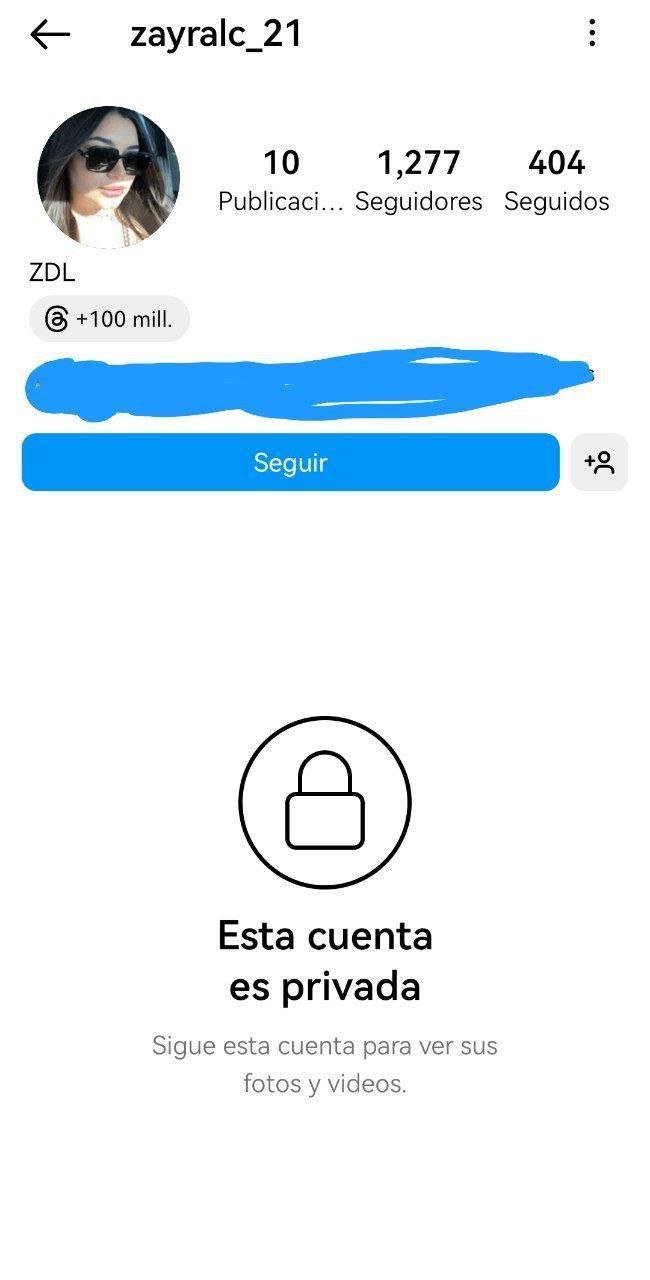 zayralc_21
10 1,277 404
Publicaci... Seguidores Seguidos
ZDL
+100 mill.
Seguir
Esta cuenta
es privada
Sigue esta cuenta para ver sus
fotos y videos.